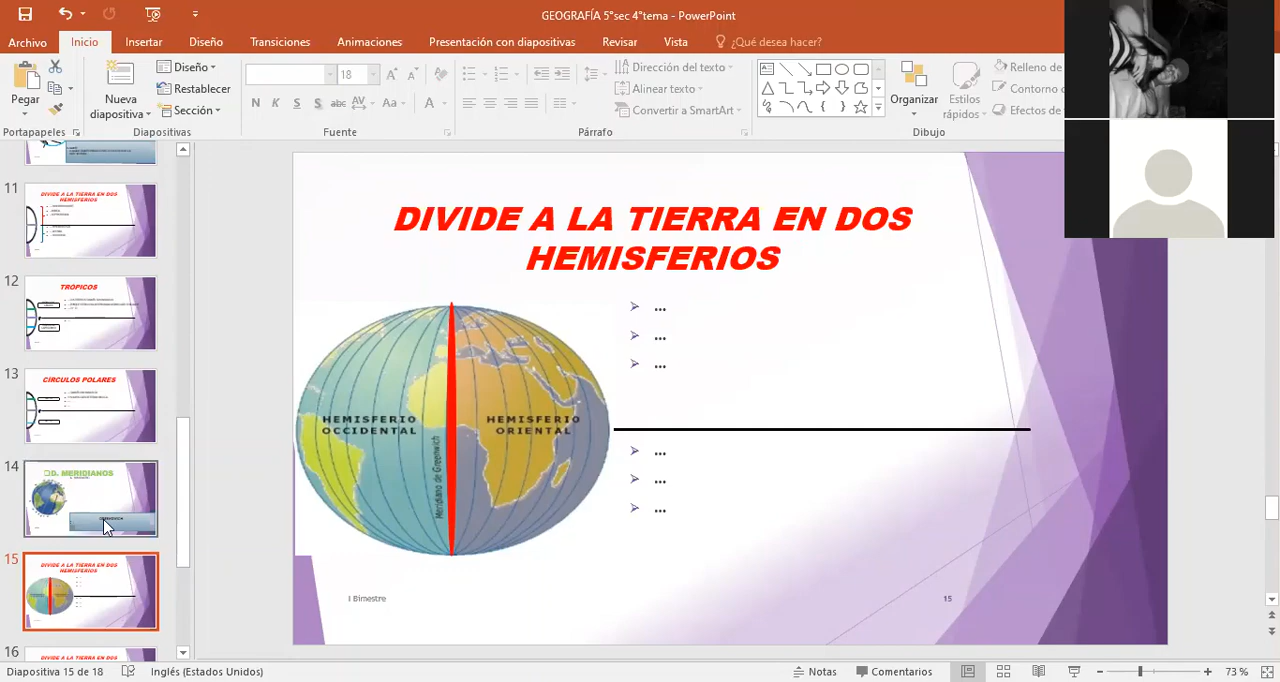 GEOGRAFÍA 5°sec 4°tema - PowerPoint
Archivo
Inicio
Insertar
Diseño
Transiciones
Animaciones
Presentación con diapositivas
Revisar
Vista
¿Qué desea hacer?
Pegar
Nueva
diapositiva
Diseño
Restablecer
Sección
18
N K S S abc AV Aa A
Dirección del texto
Alinear texto
Convertir a SmartArt
Organizar
Estilos
rápidos
Relleno de
Contorno d
Efectos de
Portapapeles
Diapositivas
Fuente
Párrafo
Dibujo
11
DIVIDE A LA TIERRA EN DOS
HEMISFERIOS
12
TRÓPICOS
13
CÍRCULOS POLARES
14
D. MERIDIANOS
15
DIVIDE A LA TIERRA EN DOS
HEMISFERIOS
16
DIVIDE A LA TIERRA EN DOS
DIVIDE A LA TIERRA EN DOS
HEMISFERIOS
HEMISFERIO
OCCIDENTAL
HEMISFERIO
ORIENTAL
Meridiano de Greenwich
...
...
...
...
...
...
I Bimestre
15
Diapositiva 15 de 18
Inglés (Estados Unidos)
Notas
Comentarios
73 %